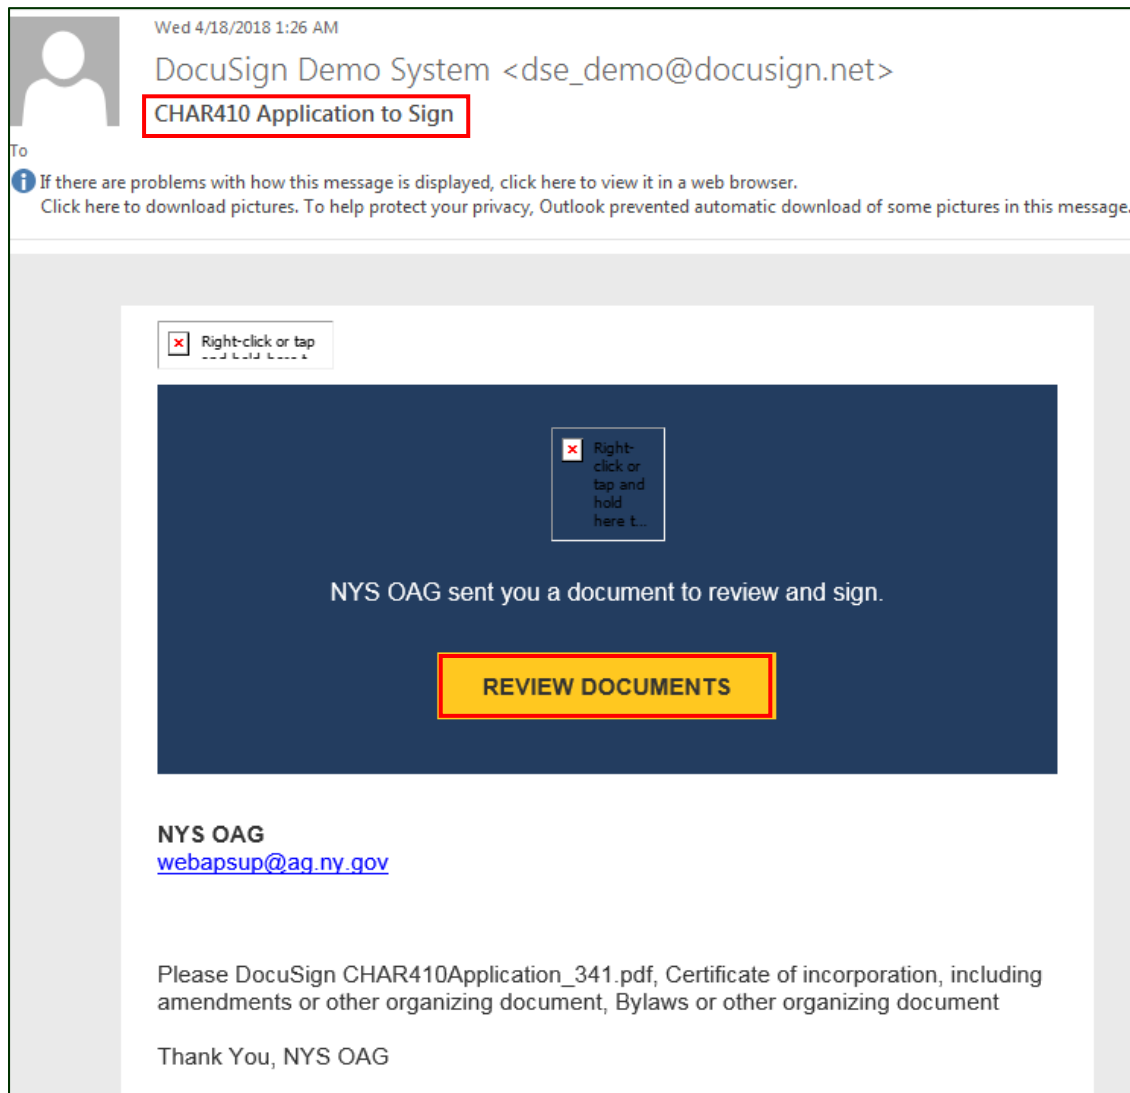 Wed 4/18/2018 1:26 AM
DocuSign Demo System <dse_demo@docusign.net>
CHAR410 Application to Sign
To
If there are problems with how this message is displayed, click here to view it in a web browser.
Click here to download pictures. To help protect your privacy, Outlook prevented automatic download of some pictures in this message.
Right-click or tap
and hold here t
Right-
click or
tap and
hold
here t...
NYS OAG sent you a document to review and sign.
REVIEW DOCUMENTS
NYS OAG
webapsup@ag.ny.gov
Please DocuSign CHAR410Application_341.pdf, Certificate of incorporation, including
amendments or other organizing document, Bylaws or other organizing document
Thank You, NYS OAG